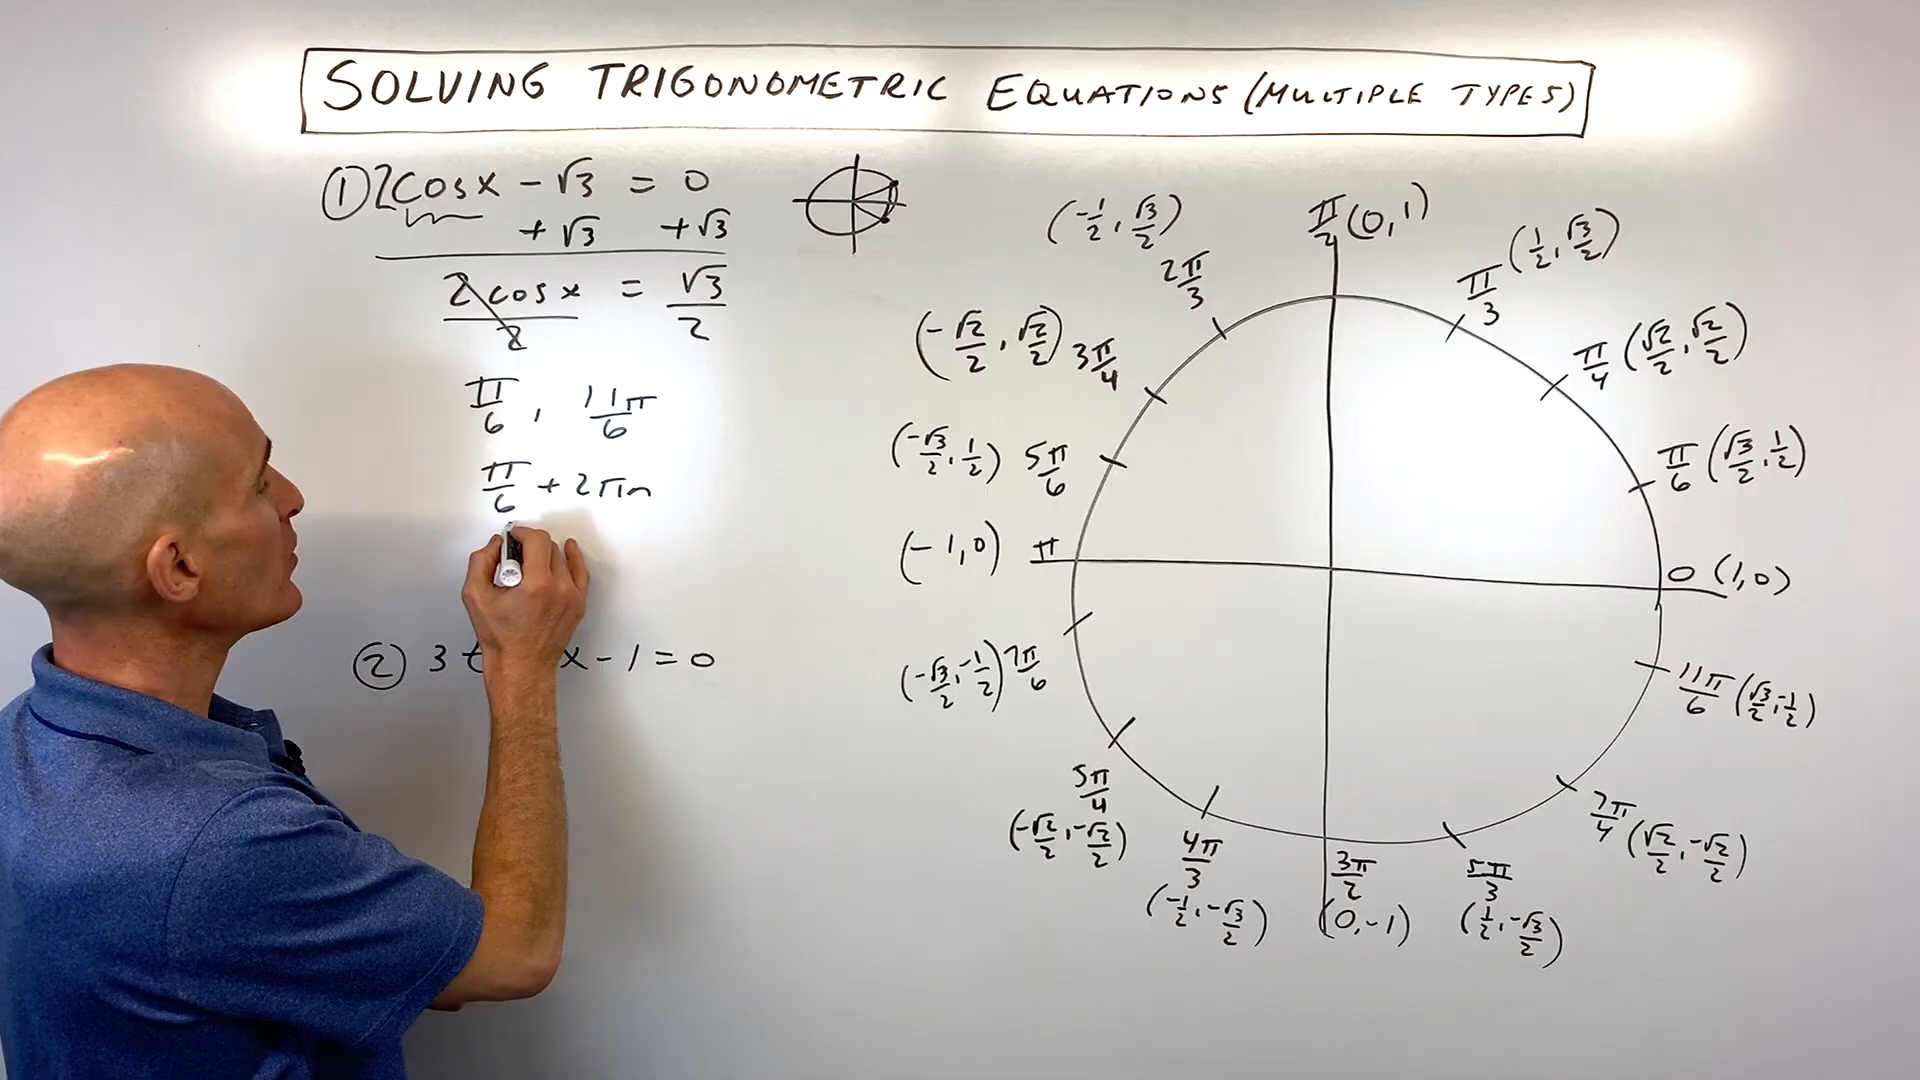 SOLVING TRIGONOMETRIC EQUATIONS (MULTIPLE TYPES)
① 2cosx - √3 = 0
+ √3 + √3
2cosx/2 = √3/2
π/6, 11π/6
π/6 + 2πn
② 3 t x - 1 = 0
π/2 (0, 1)
(-1/2, √3/2) 2π/3
π/3 (1/2, √3/2)
(-√2/2, √2/2) 3π/4
π/4 (√2/2, √2/2)
(-√3/2, 1/2) 5π/6
π/6 (√3/2, 1/2)
(-1, 0) π
0 (1, 0)
(-√3/2, -1/2) 7π/6
11π/6 (√3/2, -1/2)
5π/4 (-√2/2, -√2/2)
7π/4 (√2/2, -√2/2)
4π/3 (-1/2, -√3/2)
3π/2 (0, -1)
5π/3 (1/2, -√3/2)